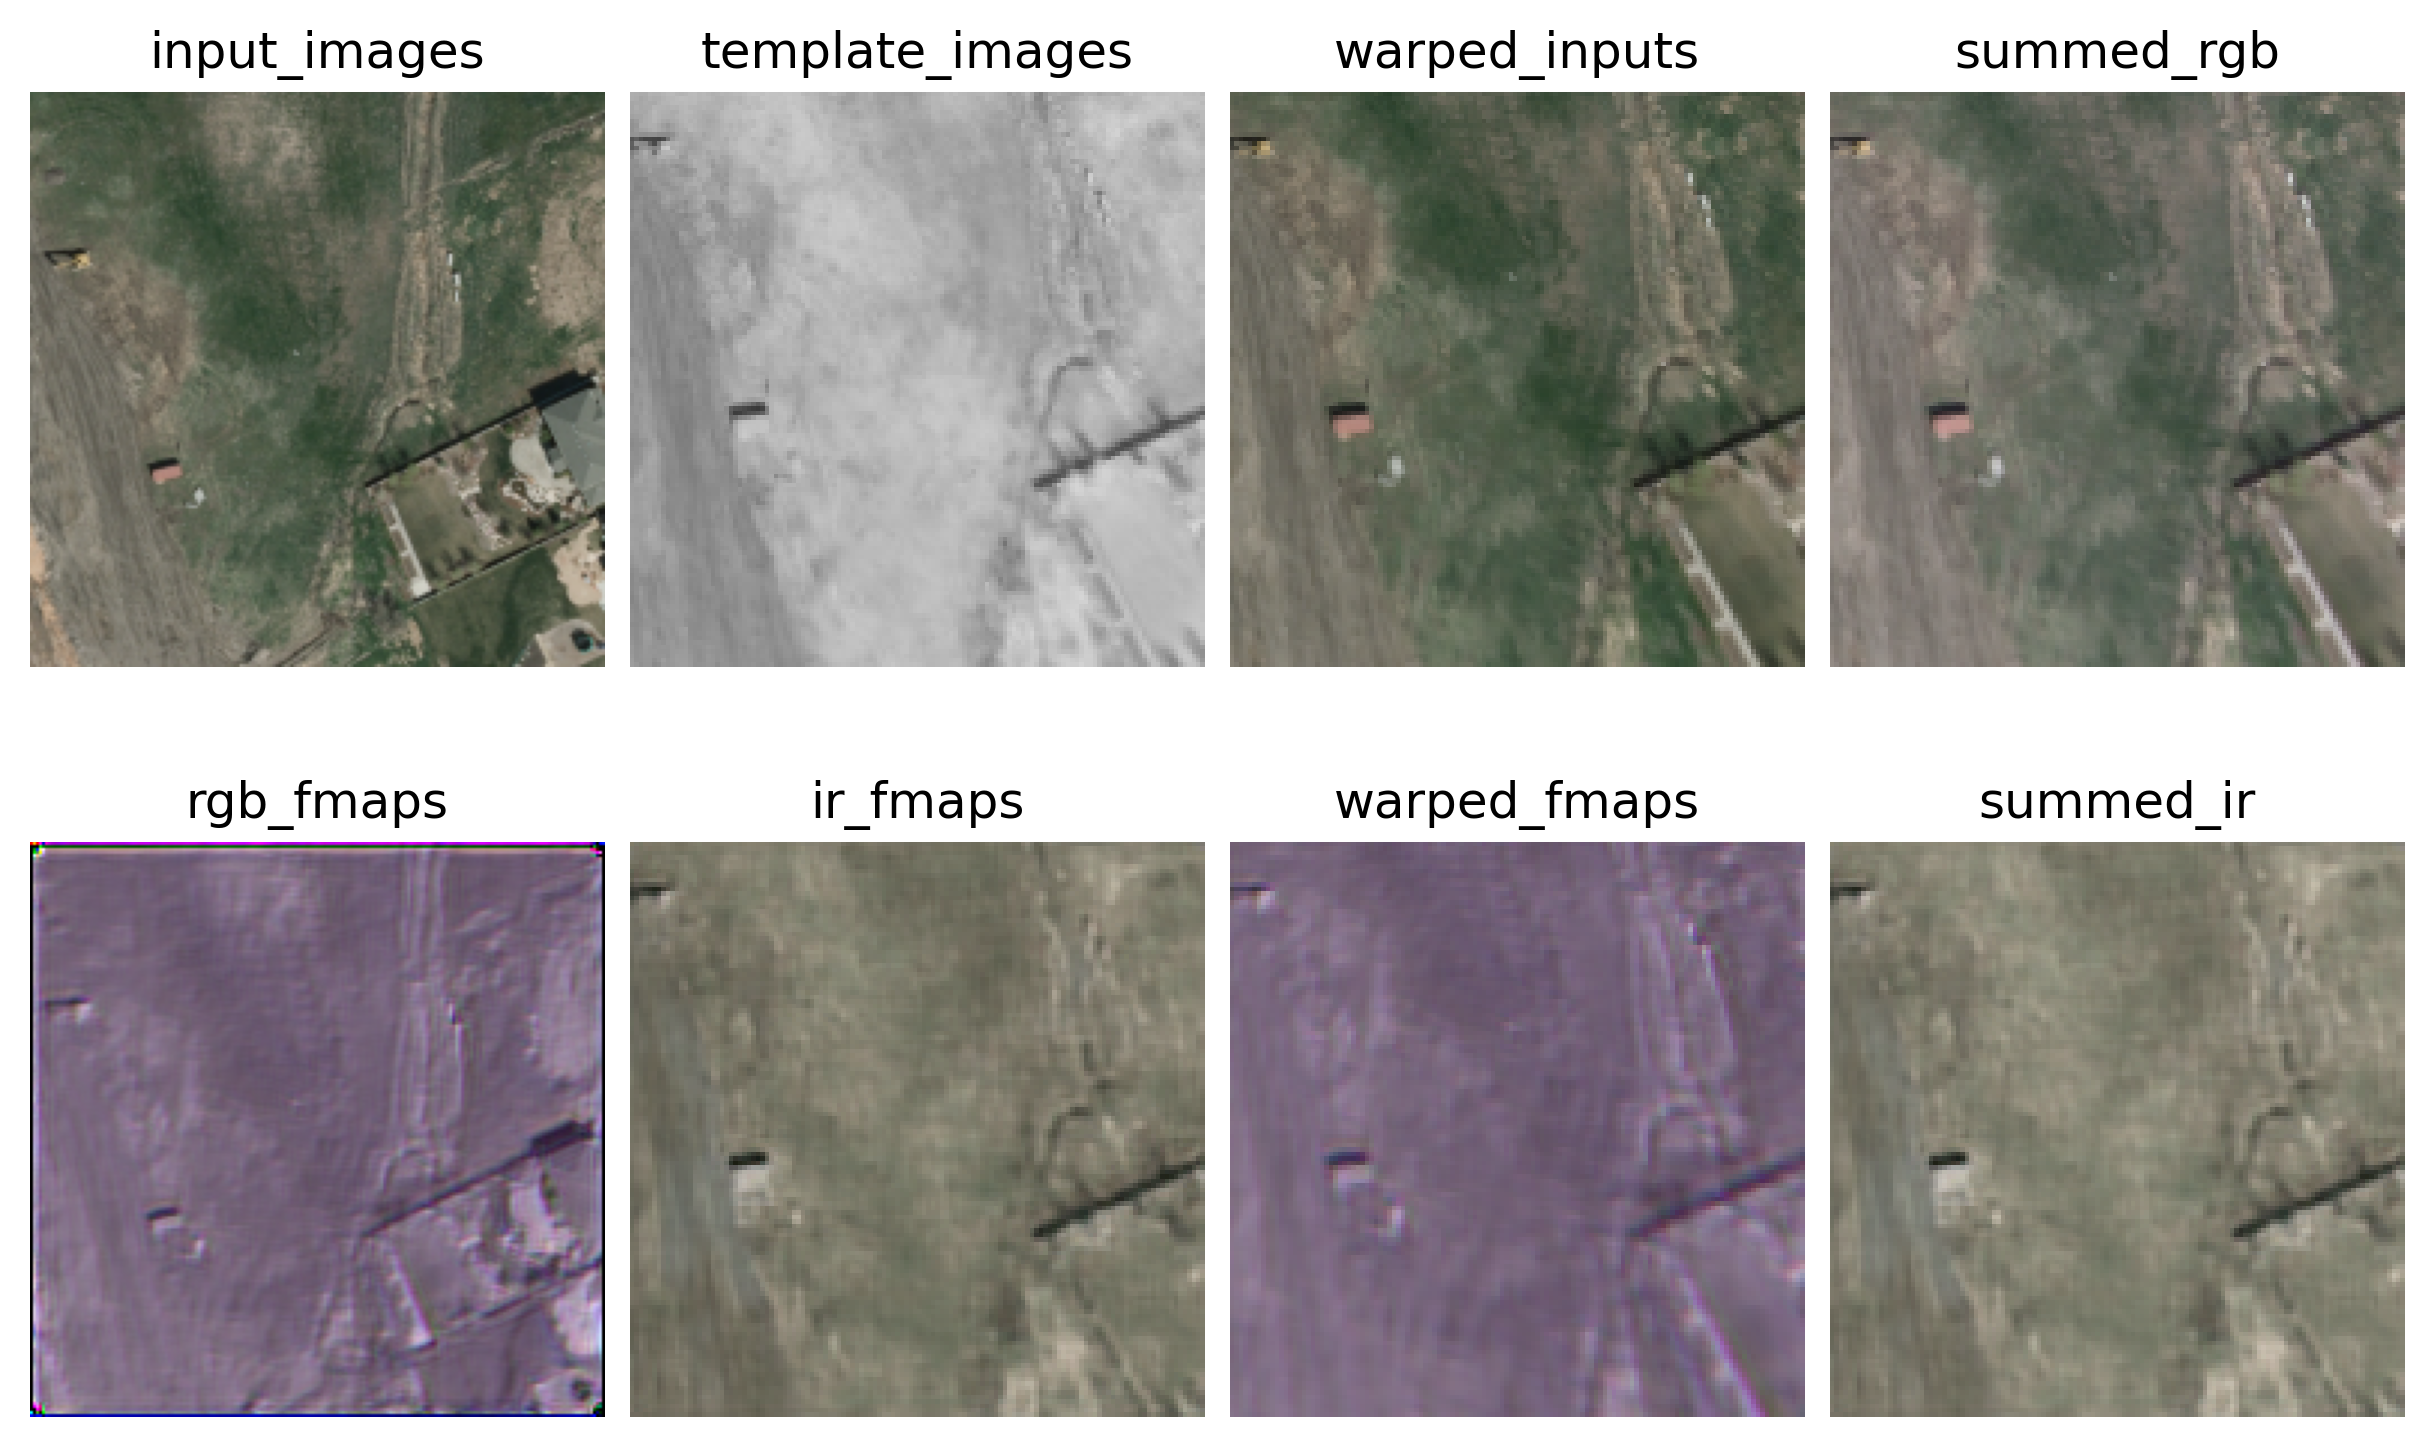 input_images
template_images
warped_inputs
summed_rgb
rgb_fmaps
ir_fmaps
warped_fmaps
summed_ir